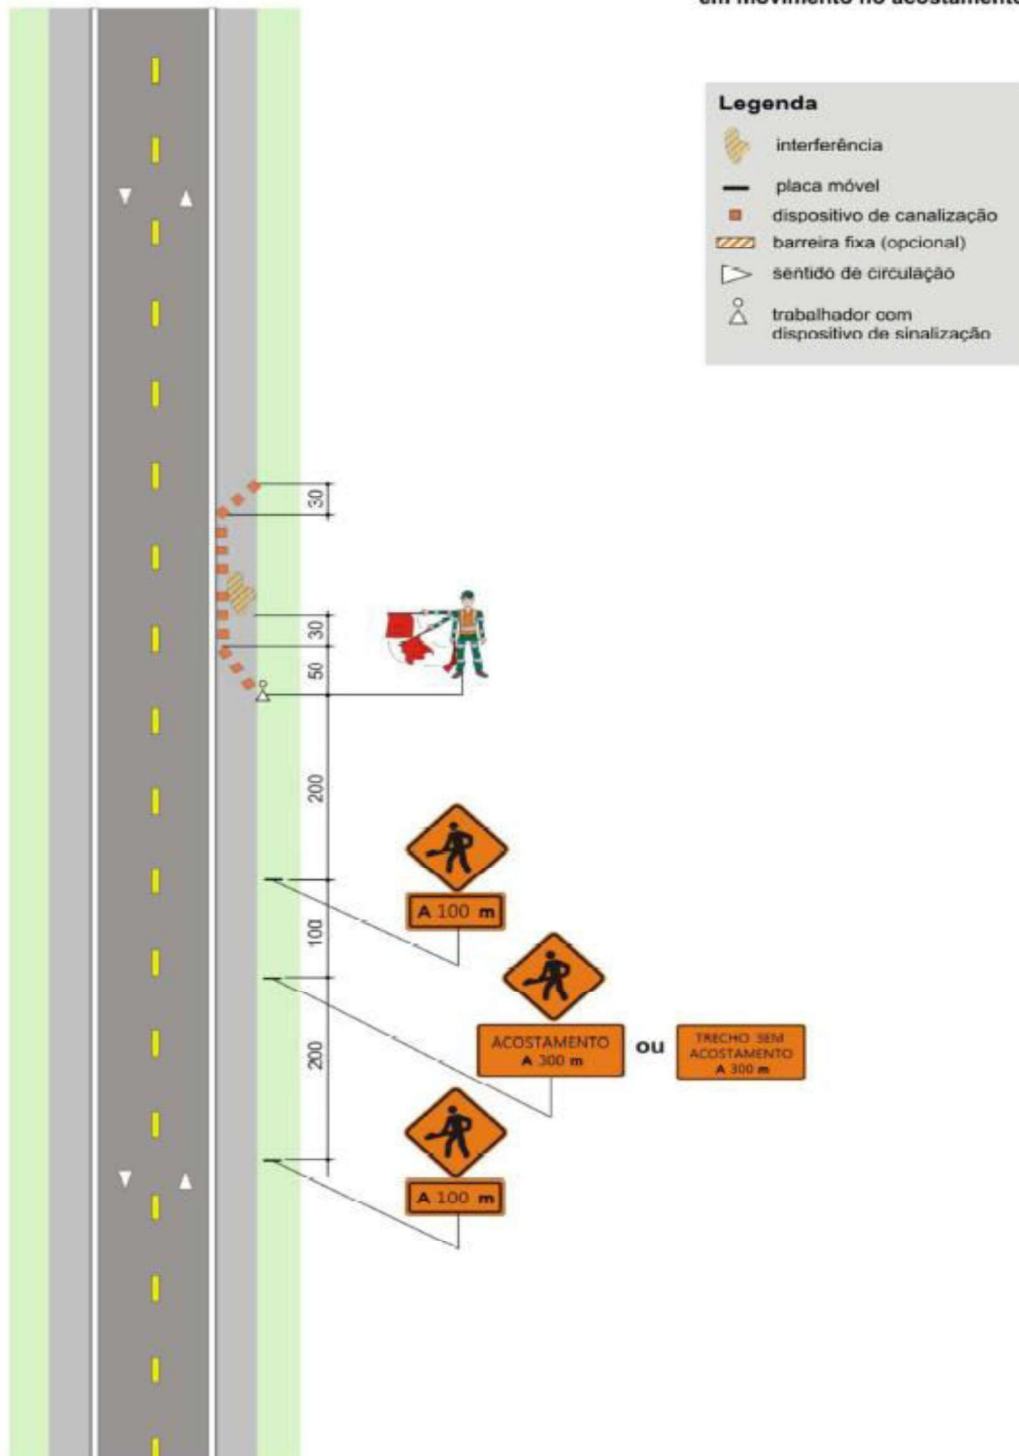 em movimento no acostamento
Legenda
interferência
placa móvel
dispositivo de canalização
barreira fixa (opcional)
sentido de circulação
trabalhador com
dispositivo de sinalização
30
30
50
200
A 100 m
100
ACOSTAMENTO
A 300 m
ou
TRECHO SEM
ACOSTAMENTO
A 300 m
200
A 100 m